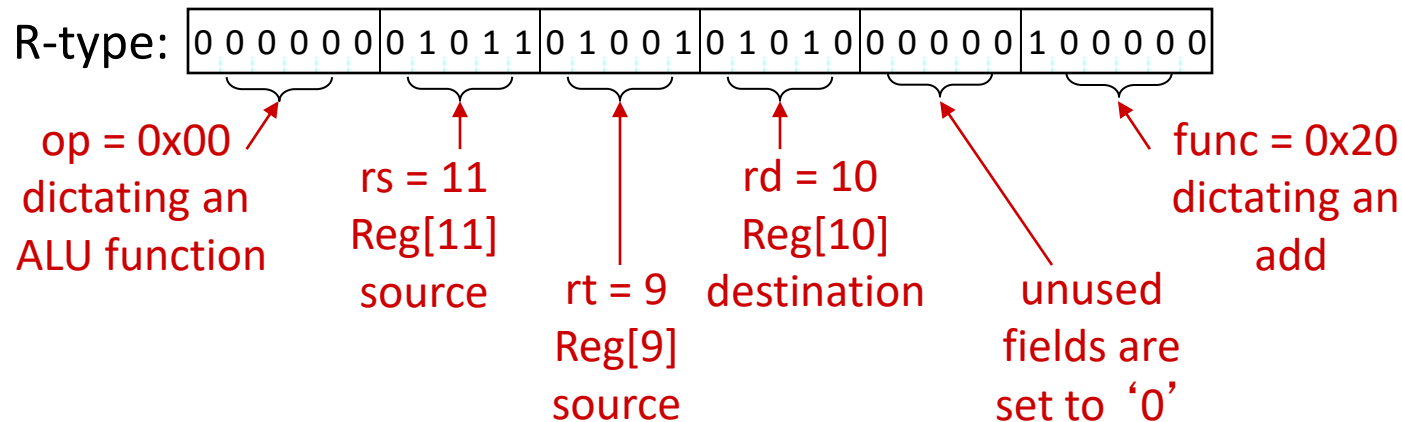 R-type: 0 0 0 0 0 0 0 1 0 1 1 0 1 0 0 1 0 1 0 1 0 0 0 0 0 0 1 0 0 0 0 0
op = 0x00
dictating an
ALU function
rs = 11
Reg[11]
source
rt = 9
Reg[9]
source
rd = 10
Reg[10]
destination
unused
fields are
set to ‘0’
func = 0x20
dictating an
add